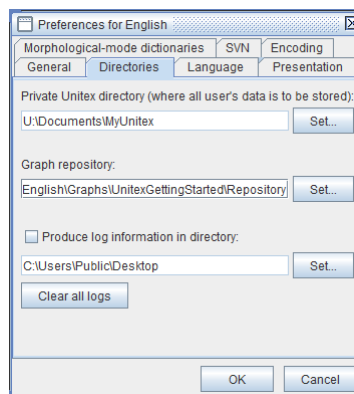 Preferences for English
Morphological-mode dictionaries SVN Encoding
General Directories Language Presentation
Private Unitex directory (where all user's data is to be stored):
U:\Documents\MyUnitex Set...
Graph repository:
English\Graphs\UnitexGettingStarted\Repository Set...
Produce log information in directory:
C:\Users\Public\Desktop Set...
Clear all logs
OK Cancel